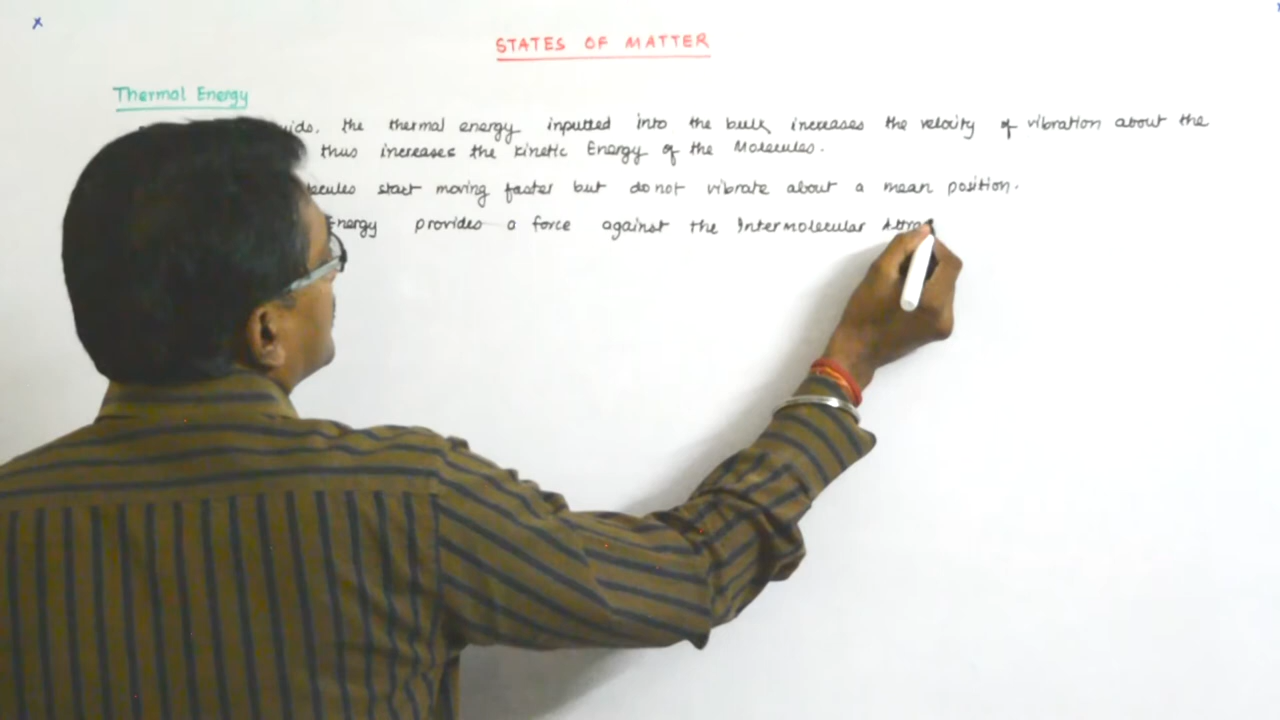 STATES OF MATTER
Thermal Energy
the thermal energy inputted into the bulk increases the velocity of vibration about the
thus increases the kinetic Energy of the Molecules.
start moving faster but do not vibrate about a mean position.
Energy provides a force against the Intermolecular Attra